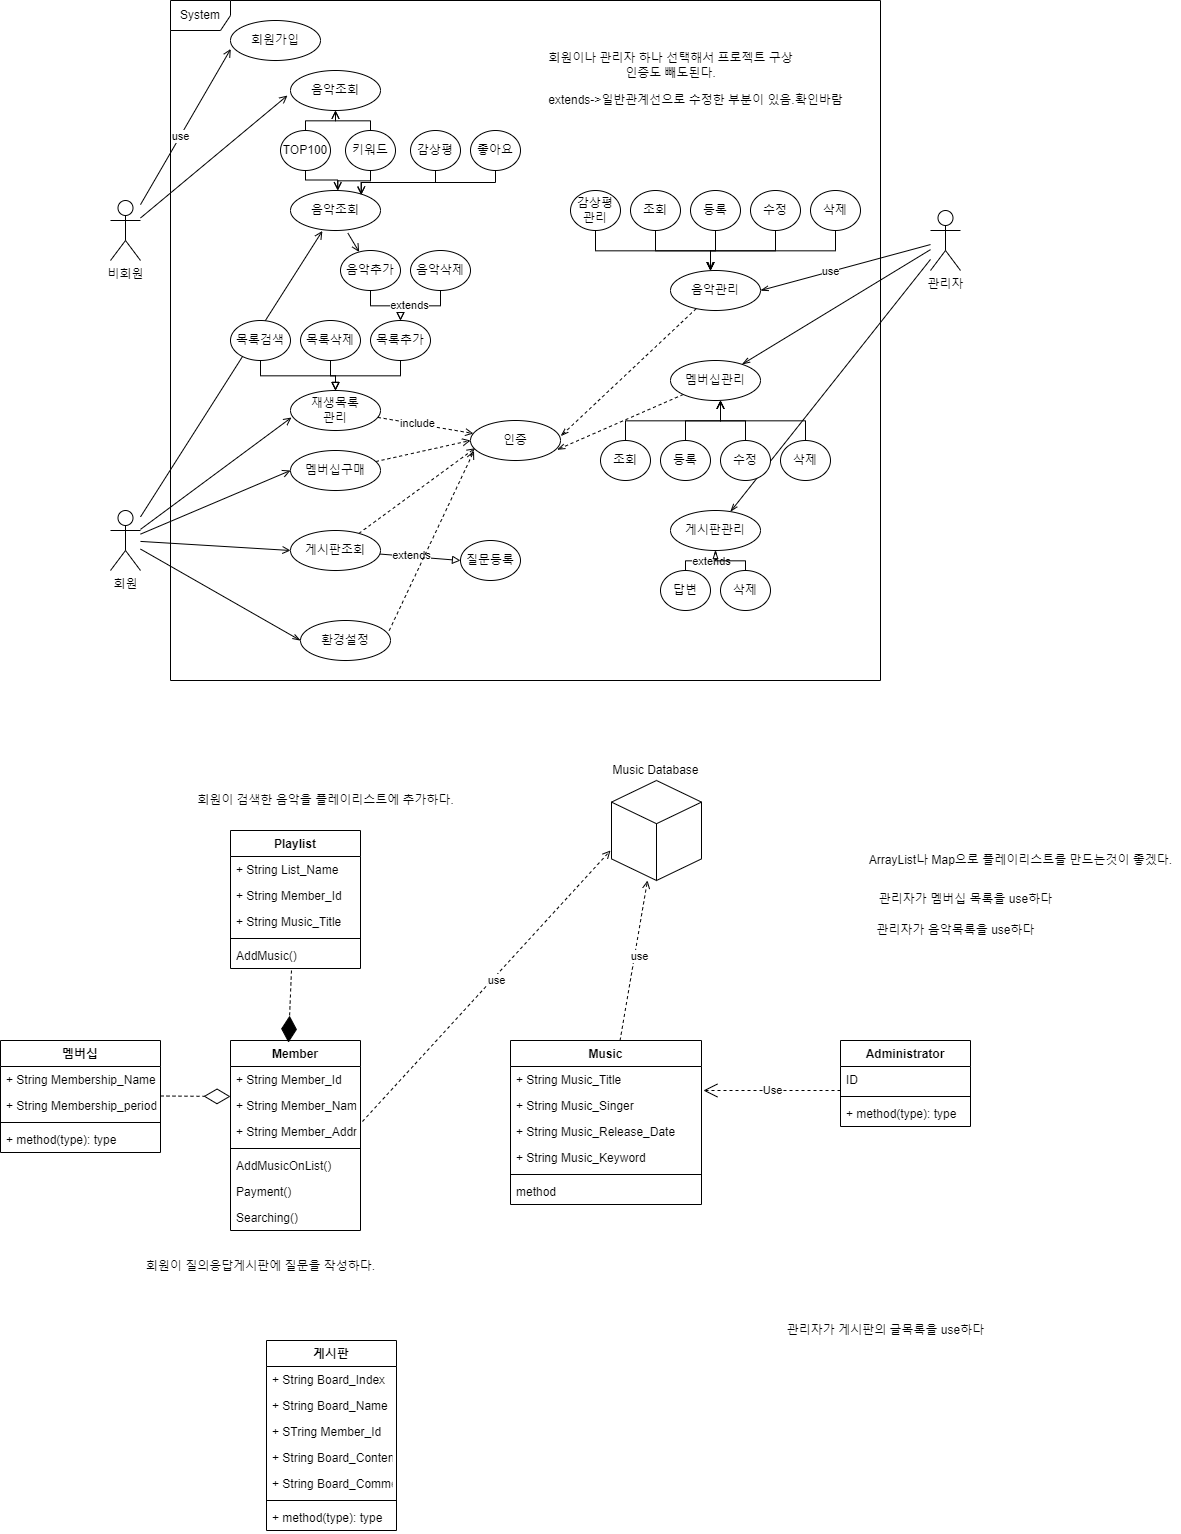 System
회원가입
회원이나 관리자 하나 선택해서 프로젝트 구상
인증도 빼도된다.
extends->일반관계선으로 수정한 부분이 있음.확인바람
음악조회
use
TOP100
키워드
감상평
좋아요
음악조회
감상평
관리
조회
등록
수정
삭제
비회원
관리자
음악추가
음악삭제
use
음악관리
extends
목록검색
목록삭제
목록추가
멤버십관리
재생목록
관리
include
인증
조회
등록
수정
삭제
멤버십구매
게시판조회
extends
질문등록
게시판관리
extends
답변
삭제
회원
환경설정
Music Database
회원이 검색한 음악을 플레이리스트에 추가하다.
Playlist
+ String List_Name
+ String Member_Id
+ String Music_Title
AddMusic()
ArrayList나 Map으로 플레이리스트를 만드는것이 좋겠다.
관리자가 멤버십 목록을 use하다
관리자가 음악목록을 use하다
use
use
멤버십
+ String Membership_Name
+ String Membership_period
+ method(type): type
Member
+ String Member_Id
+ String Member_Nam
+ String Member_Addr
AddMusicOnList()
Payment()
Searching()
Music
+ String Music_Title
+ String Music_Singer
+ String Music_Release_Date
+ String Music_Keyword
method
Use
Administrator
ID
+ method(type): type
회원이 질의응답게시판에 질문을 작성하다.
관리자가 게시판의 글목록을 use하다
게시판
+ String Board_Index
+ String Board_Name
+ STring Member_Id
+ String Board_Conten
+ String Board_Comm
+ method(type): type